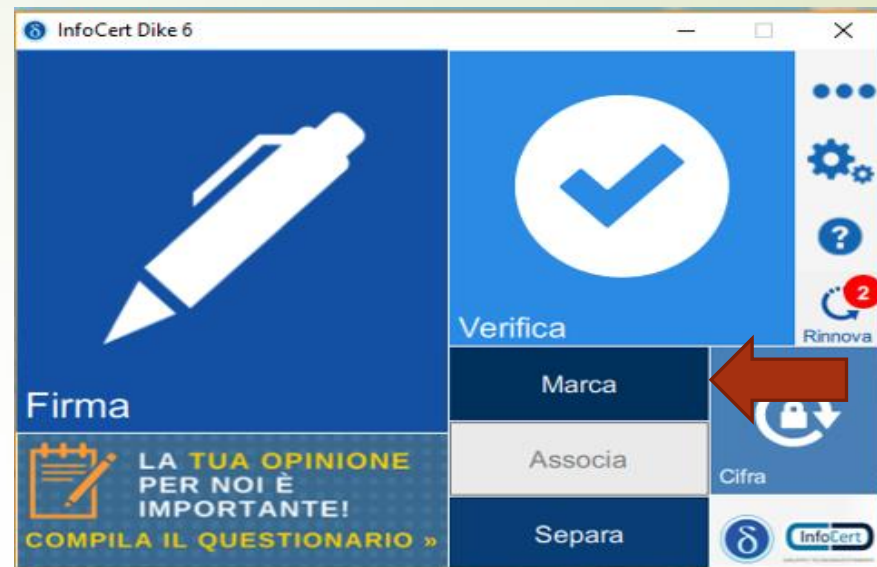 InfoCert Dike 6
Firma
Verifica
2
Rinnova
Marca
Associa
Separa
Cifra
LA TUA OPINIONE
PER NOI È
IMPORTANTE!
COMPILA IL QUESTIONARIO »
InfoCert